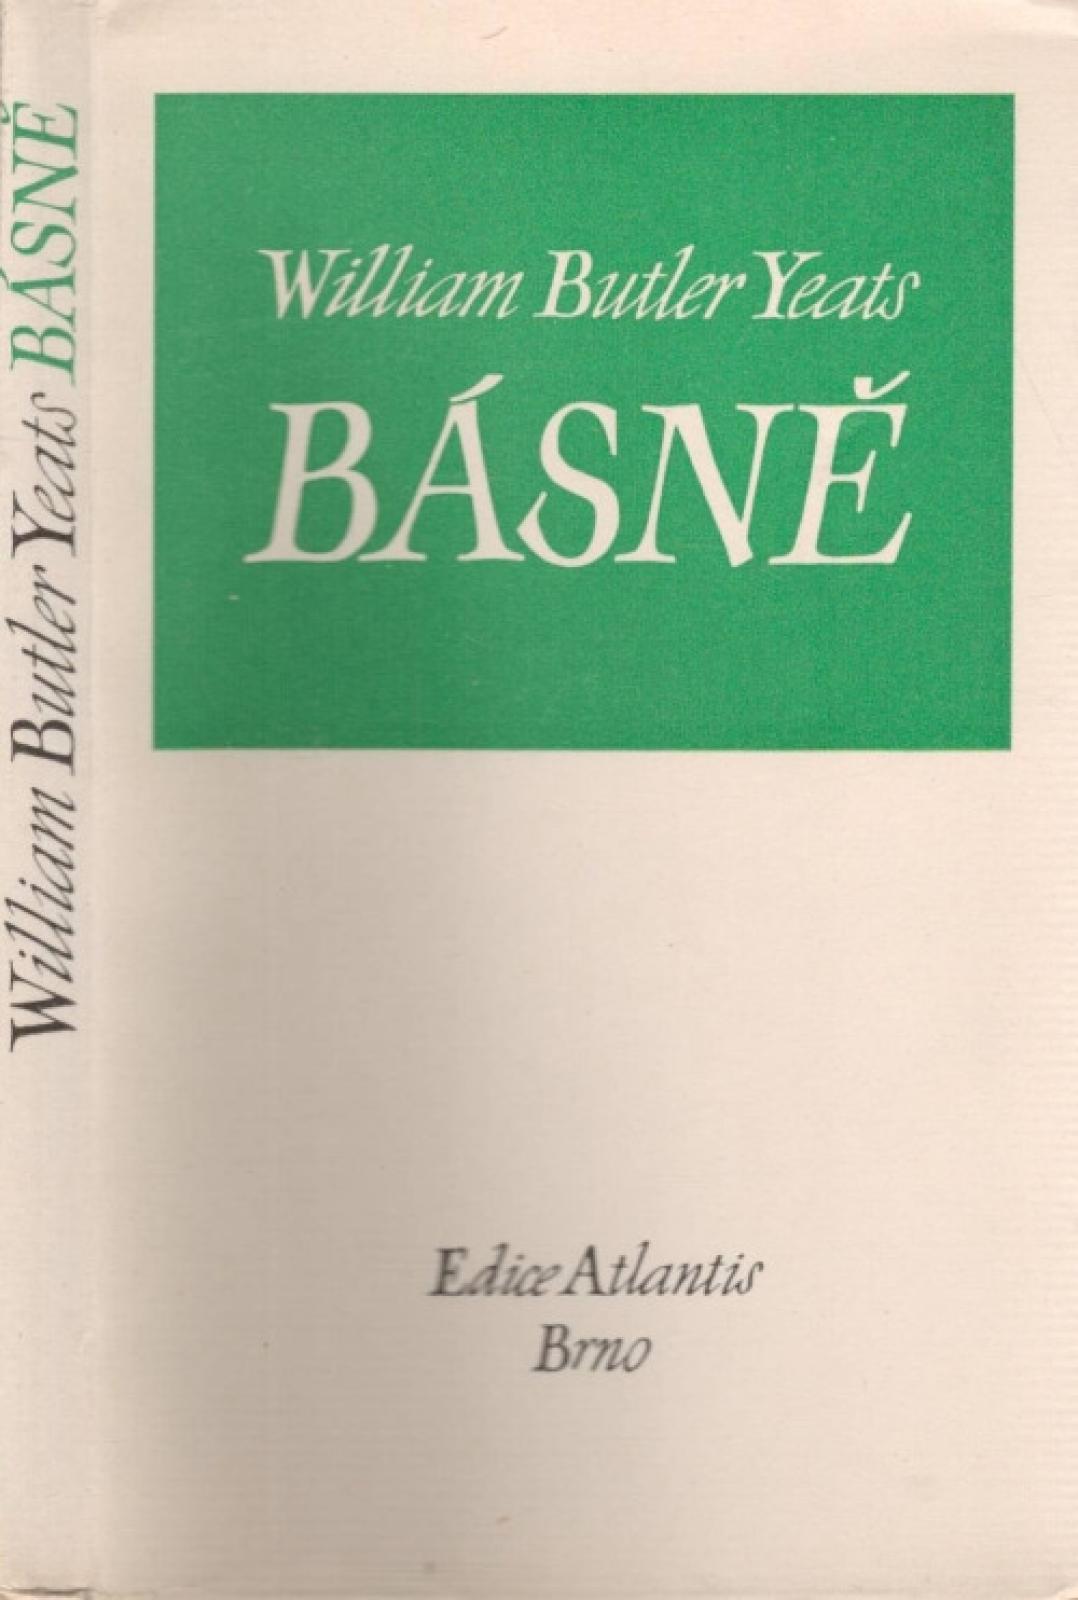 William Butler Yeats BÁSNĚ
William Butler Yeats
BÁSNĚ
Edice Atlantis
Brno